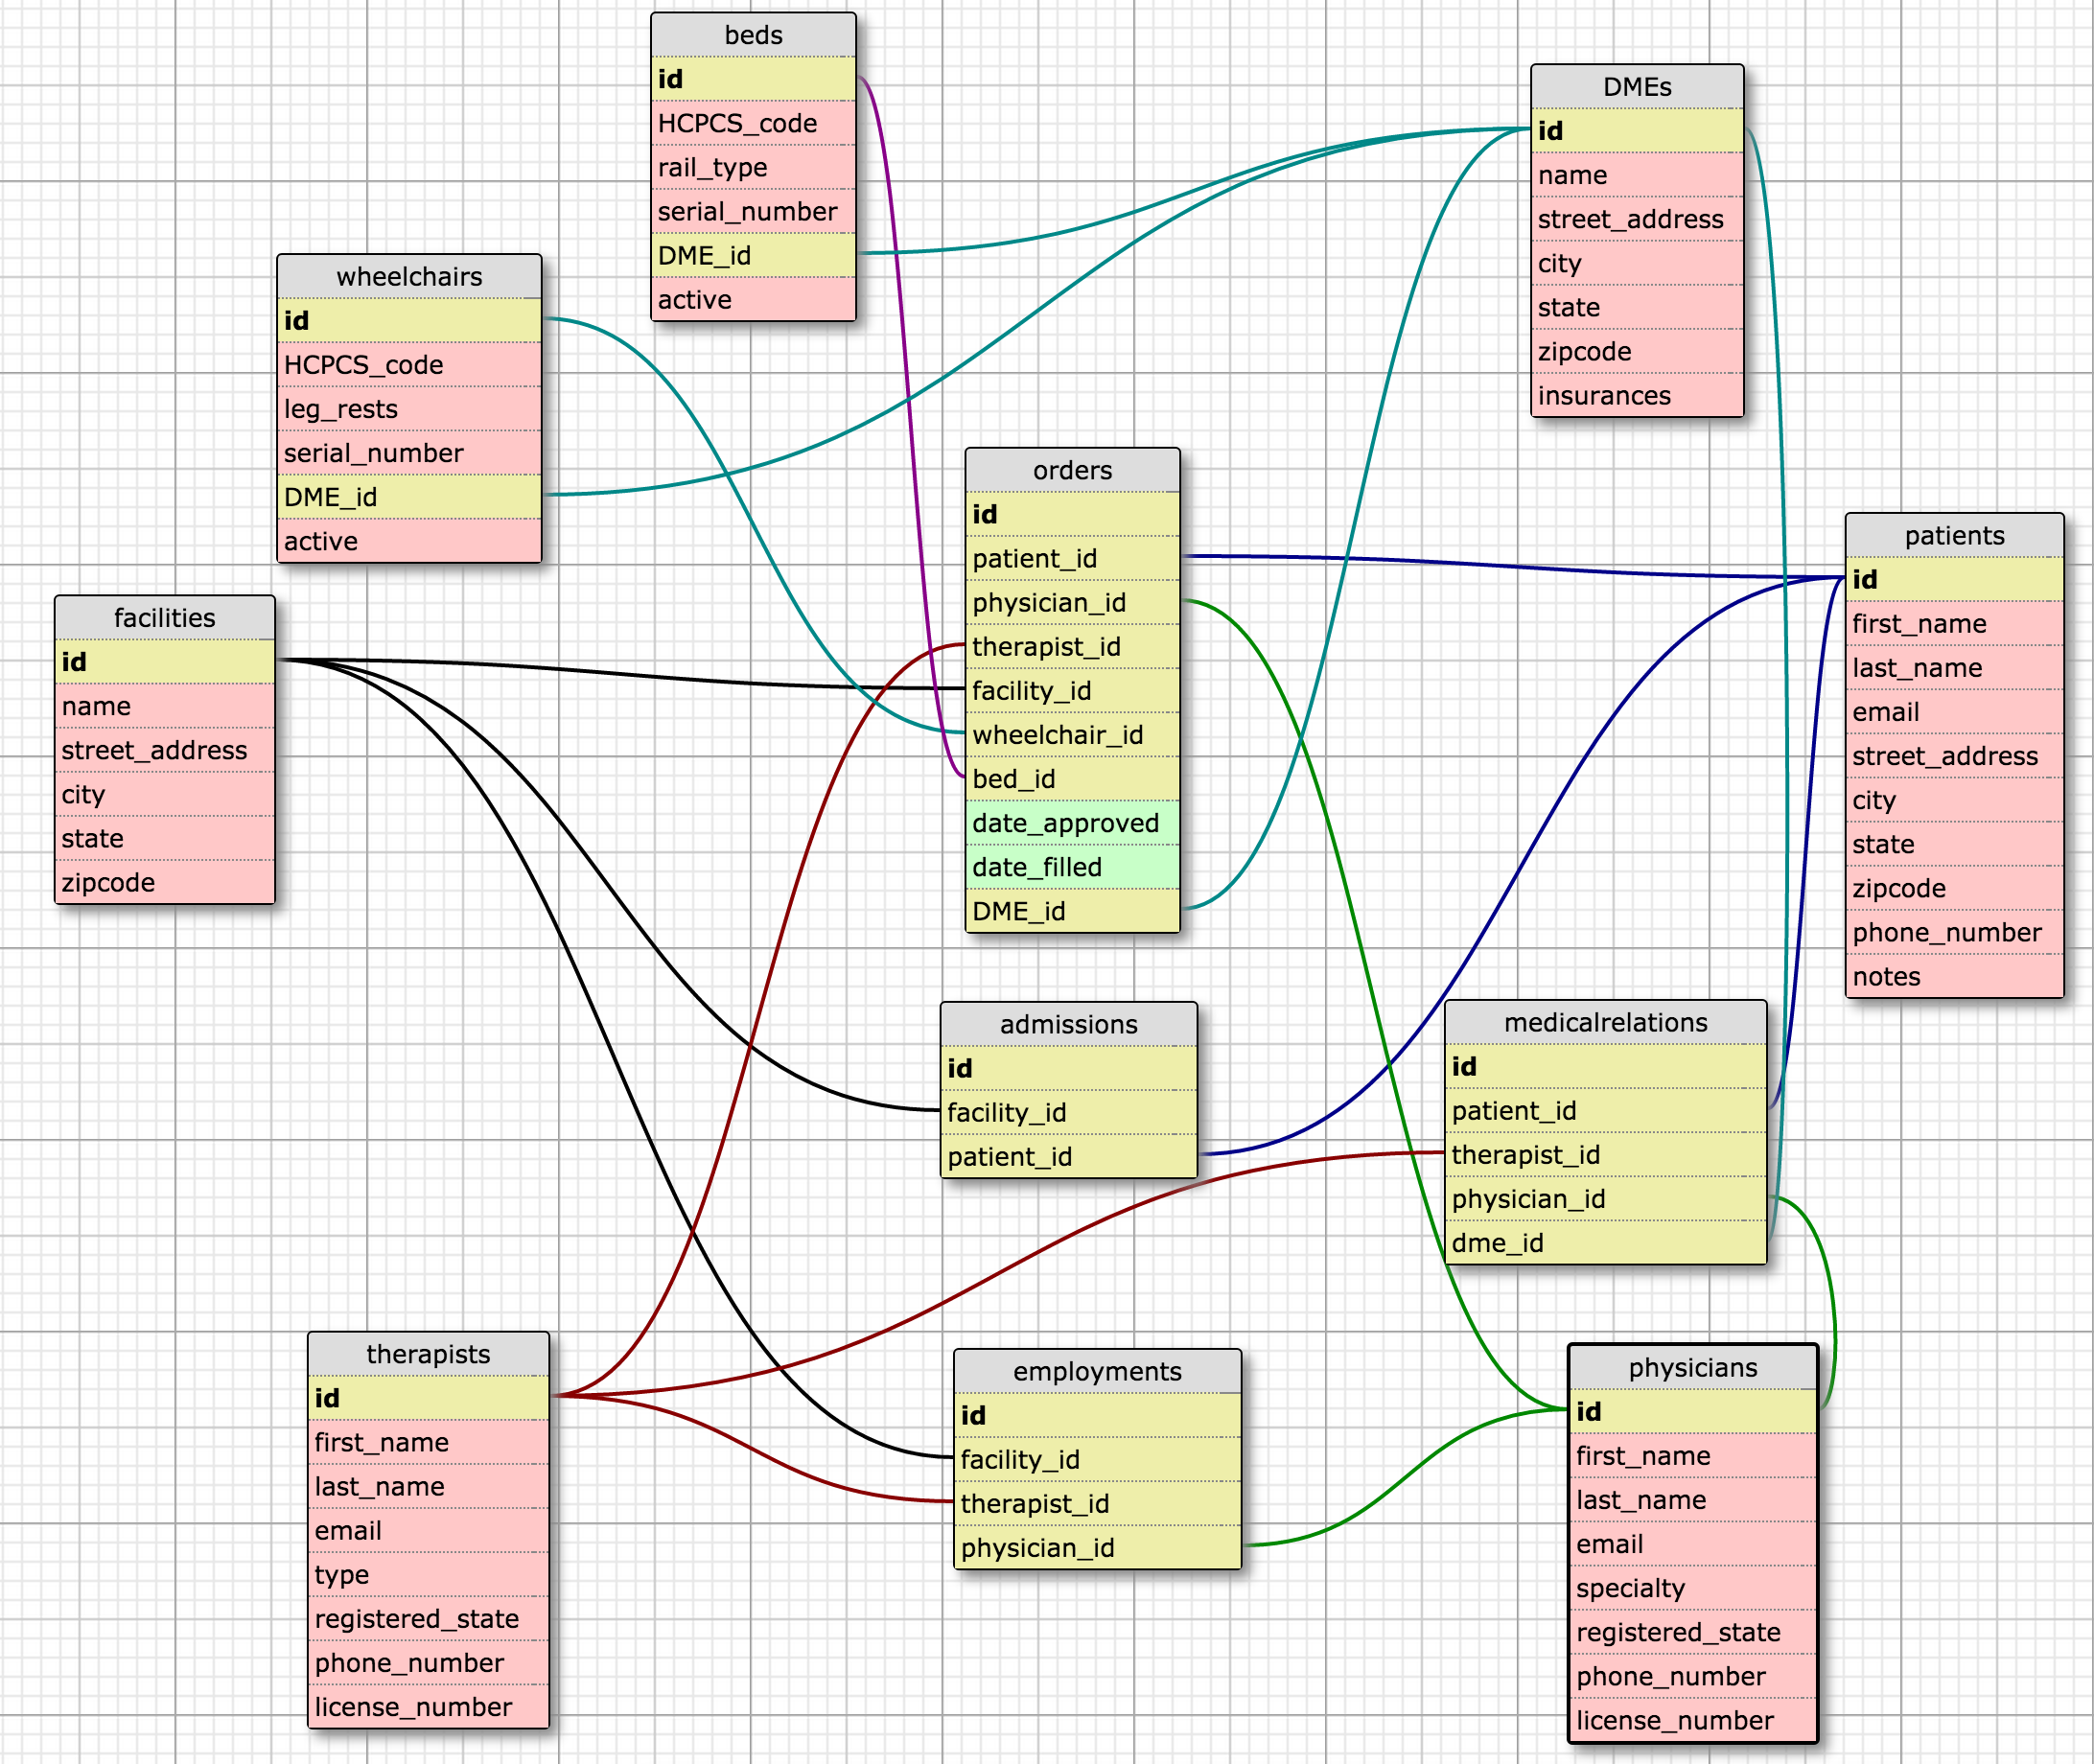 beds
id
HCPCS_code
rail_type
serial_number
DME_id
active
DMEs
id
name
street_address
city
state
zipcode
insurances
wheelchairs
id
HCPCS_code
leg_rests
serial_number
DME_id
active
orders
id
patient_id
physician_id
therapist_id
facility_id
wheelchair_id
bed_id
date_approved
date_filled
DME_id
patients
id
first_name
last_name
email
street_address
city
state
zipcode
phone_number
notes
facilities
id
name
street_address
city
state
zipcode
admissions
id
facility_id
patient_id
medicalrelations
id
patient_id
therapist_id
physician_id
dme_id
therapists
id
first_name
last_name
email
type
registered_state
phone_number
license_number
employments
id
facility_id
therapist_id
physician_id
physicians
id
first_name
last_name
email
specialty
registered_state
phone_number
license_number